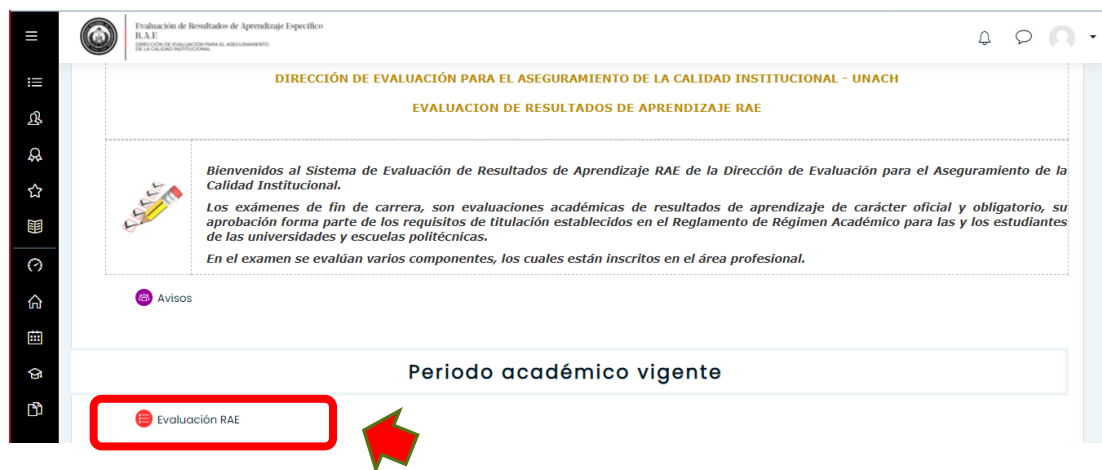 Evaluación de Resultados de Aprendizaje Específico
R.A.E
DIRECCIÓN DE EVALUACIÓN PARA EL ASEGURAMIENTO
DE LA CALIDAD INSTITUCIONAL
DIRECCIÓN DE EVALUACIÓN PARA EL ASEGURAMIENTO DE LA CALIDAD INSTITUCIONAL - UNACH
EVALUACION DE RESULTADOS DE APRENDIZAJE RAE
Bienvenidos al Sistema de Evaluación de Resultados de Aprendizaje RAE de la Dirección de Evaluación para el Aseguramiento de la
Calidad Institucional.
Los exámenes de fin de carrera, son evaluaciones académicas de resultados de aprendizaje de carácter oficial y obligatorio, su
aprobación forma parte de los requisitos de titulación establecidos en el Reglamento de Régimen Académico para las y los estudiantes
de las universidades y escuelas politécnicas.
En el examen se evalúan varios componentes, los cuales están inscritos en el área profesional.
Avisos
Periodo académico vigente
Evaluación RAE